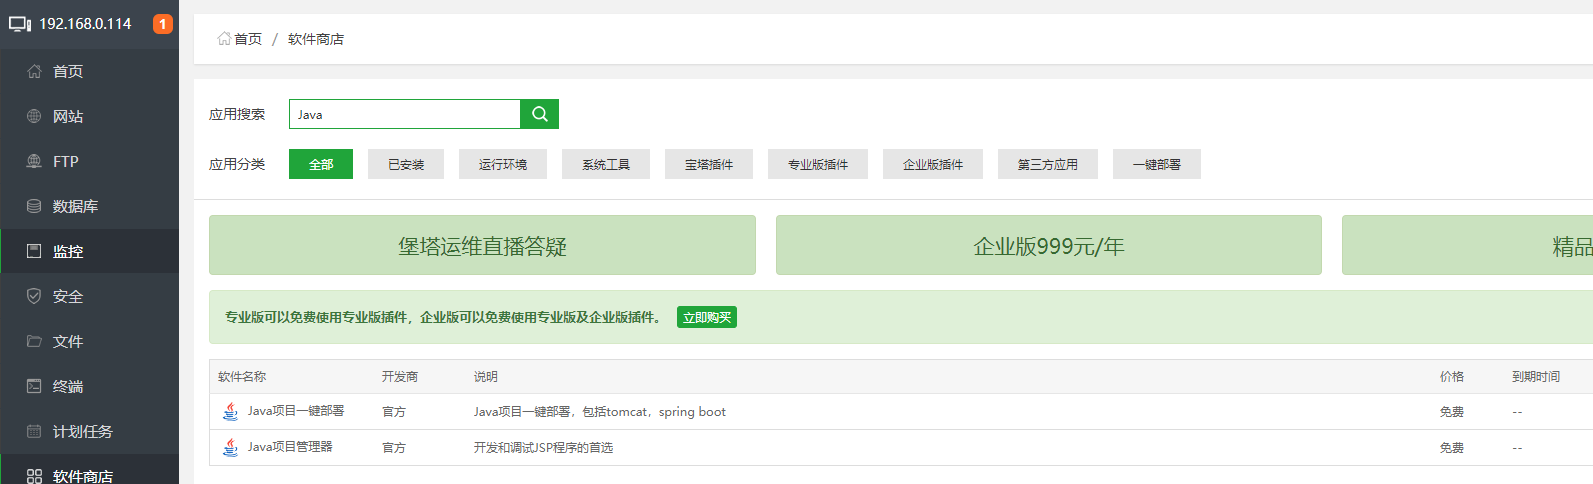 192.168.0.114 1
首页
网站
FTP
数据库
监控
安全
文件
终端
计划任务
软件商店
首页 / 软件商店
应用搜索 Java
应用分类 全部 已安装 运行环境 系统工具 宝塔插件 专业版插件 企业版插件 第三方应用 一键部署
堡塔运维直播答疑 企业版999元/年 精品
专业版可以免费使用专业版插件，企业版可以免费使用专业版及企业版插件。 立即购买
软件名称 开发商 说明 价格 到期时间
Java项目一键部署 官方 Java项目一键部署，包括tomcat，spring boot 免费 --
Java项目管理器 官方 开发和调试JSP程序的首选 免费 --